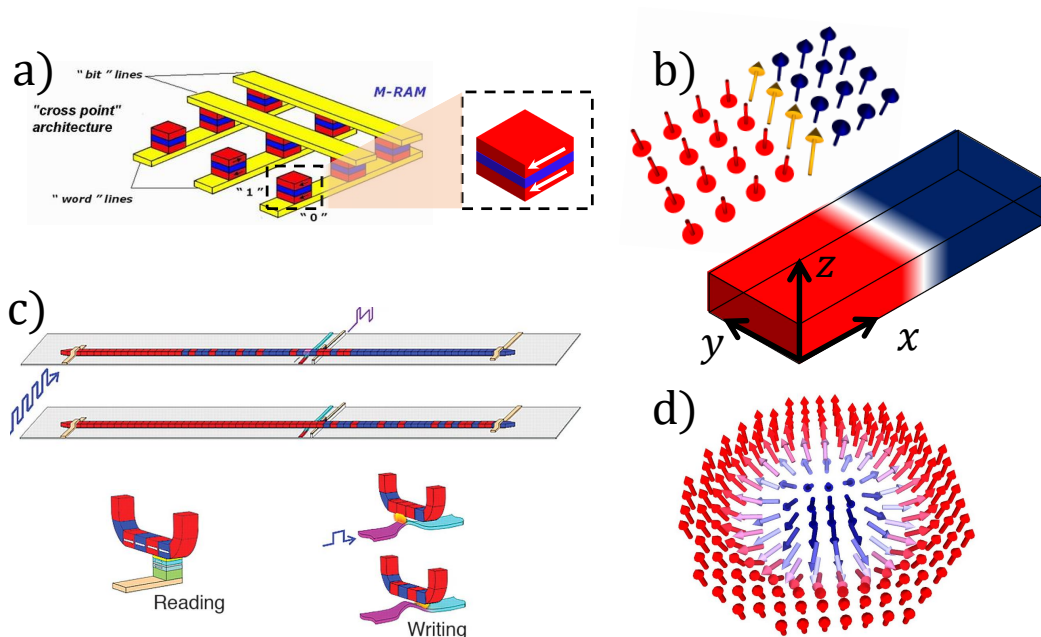 a)
“ bit ” lines
M-RAM
"cross point"
architecture
“ 1 ”
“ word ” lines
“ 0 ”
b)
z
y
x
c)
Reading
Writing
d)